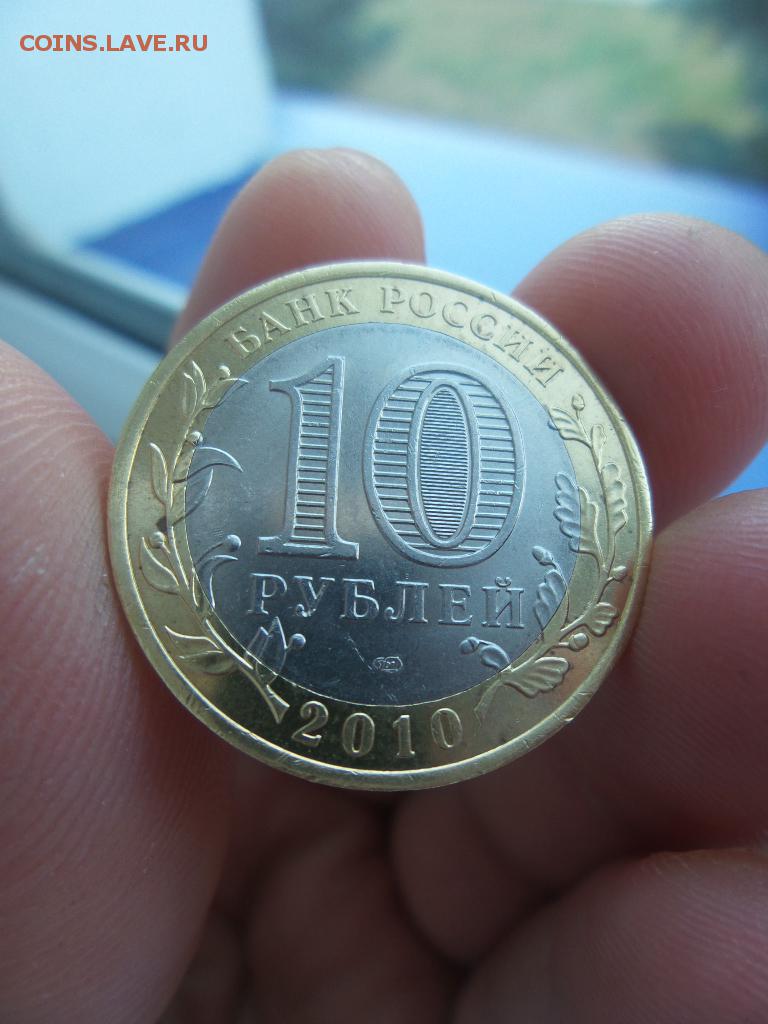 COINS.LAVE.RU
БАНК РОССИИ
10
РУБЛЕЙ
2010